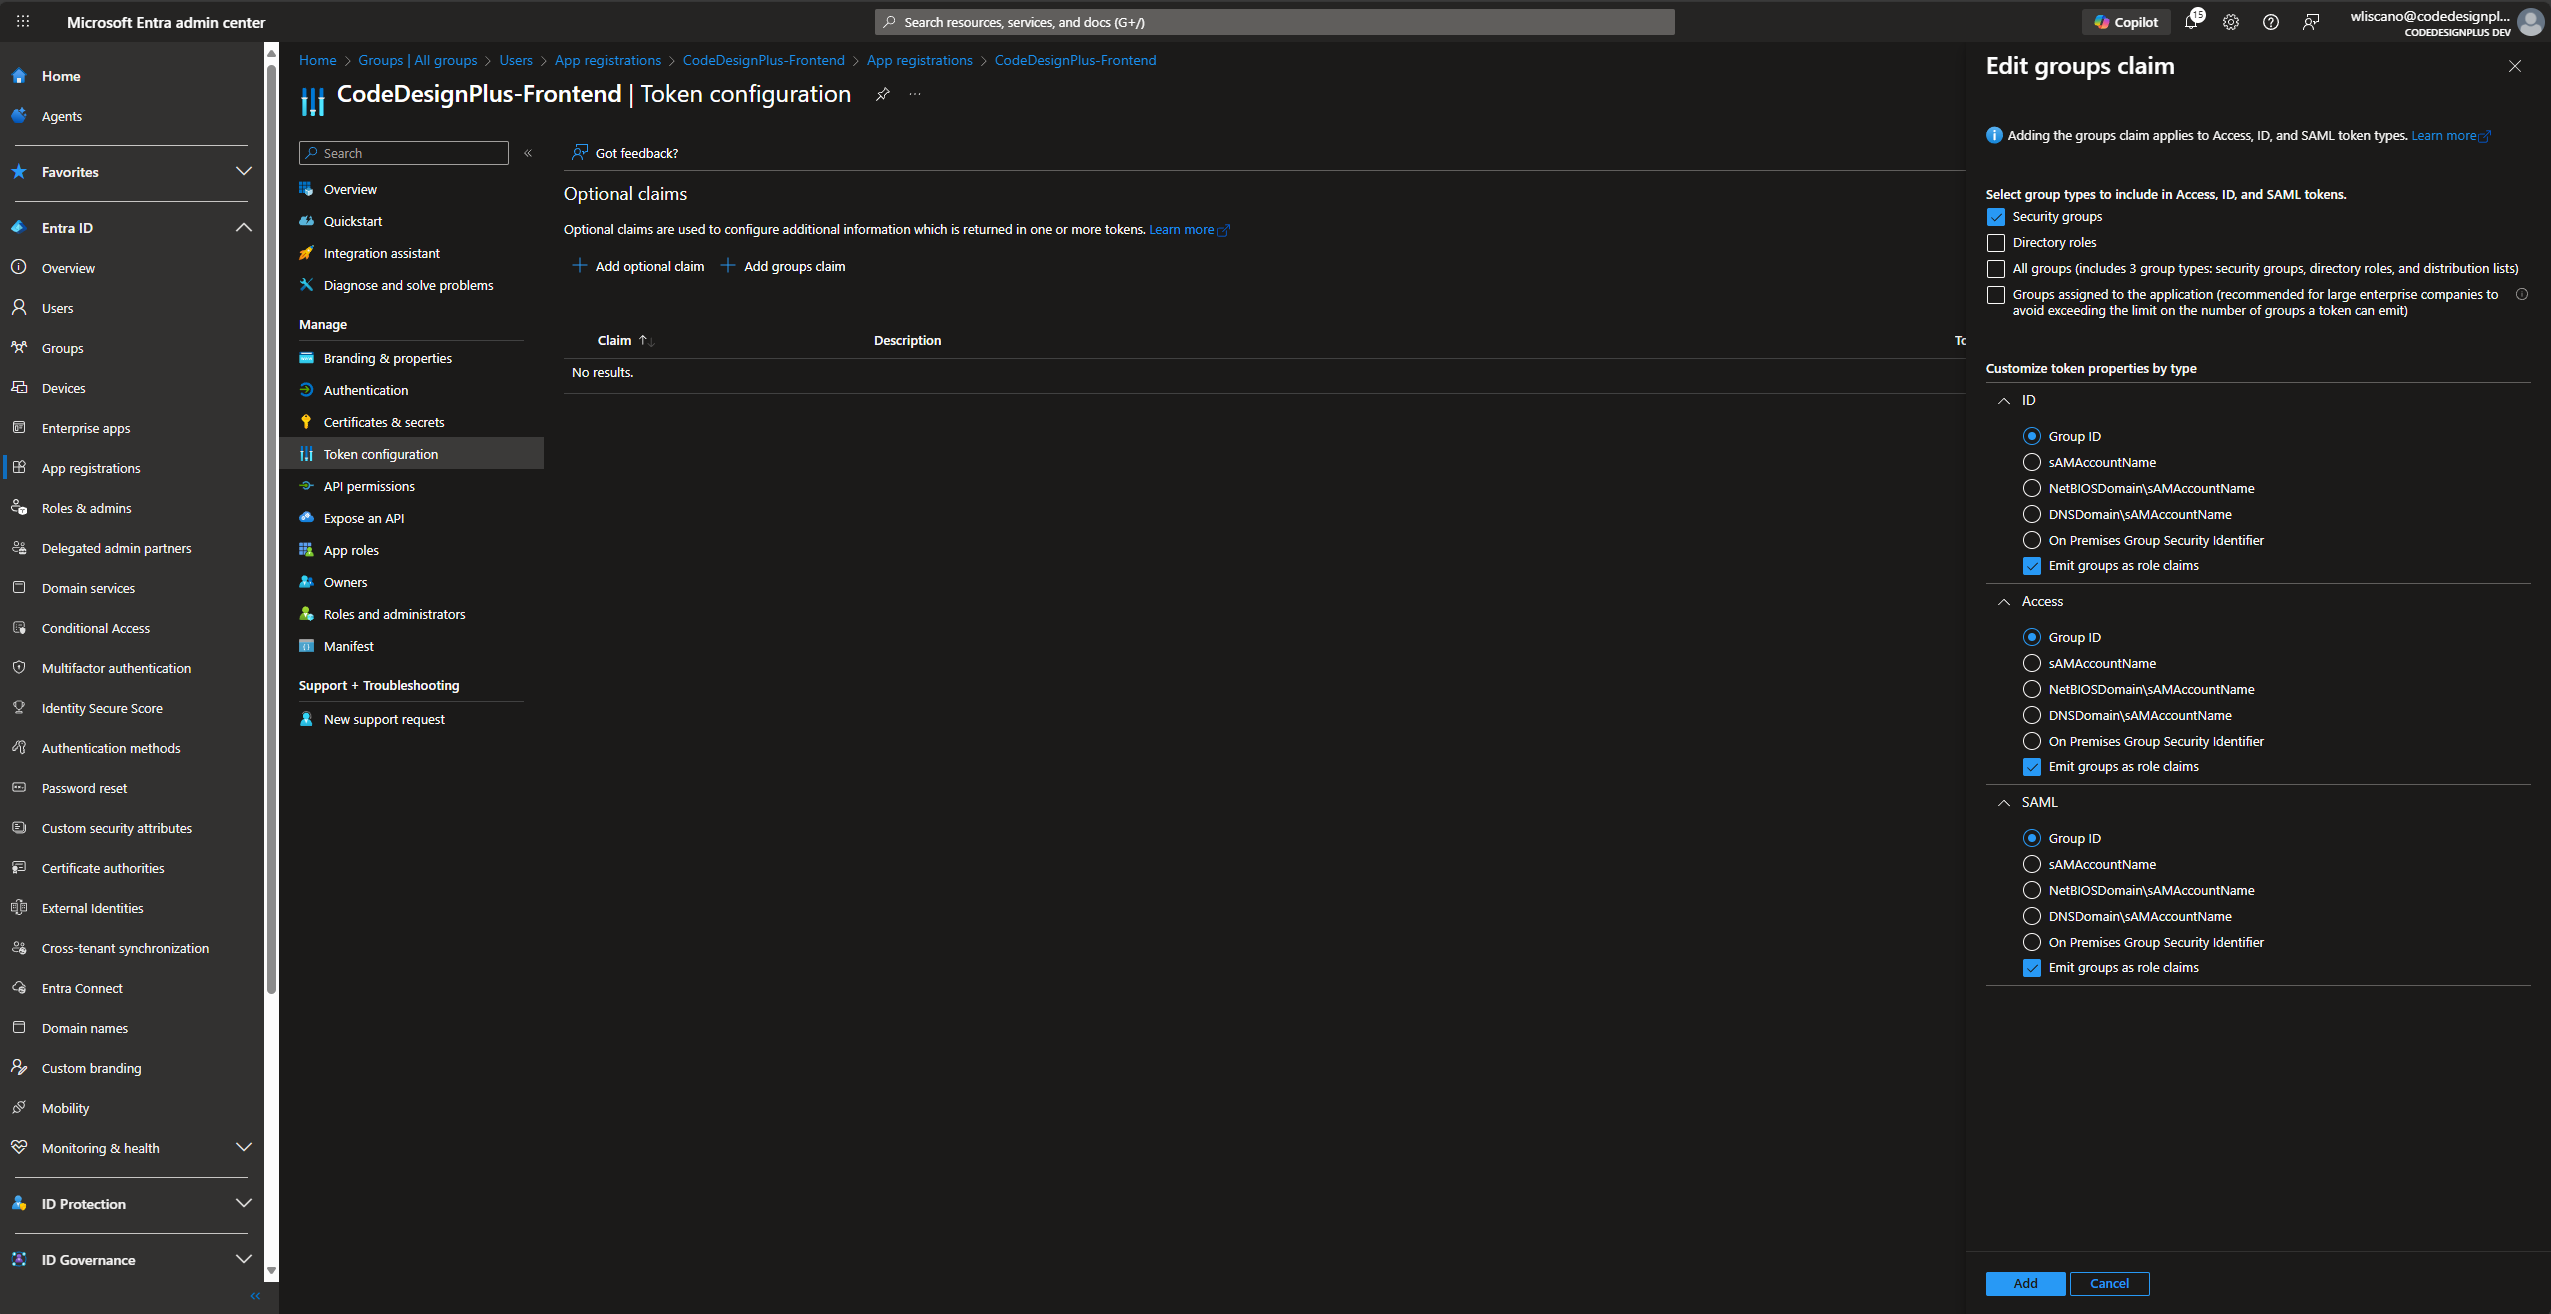 Microsoft Entra admin center
Search resources, services, and docs (G+/)
Copilot
15
wliscano@codedesignpl...
CODEDESIGNPLUS DEV
Home
Agents
Favorites
Entra ID
Overview
Users
Groups
Devices
Enterprise apps
App registrations
Roles & admins
Delegated admin partners
Domain services
Conditional Access
Multifactor authentication
Identity Secure Score
Authentication methods
Password reset
Custom security attributes
Certificate authorities
External Identities
Cross-tenant synchronization
Entra Connect
Domain names
Custom branding
Mobility
Monitoring & health
ID Protection
ID Governance
Home > Groups | All groups > Users > App registrations > CodeDesignPlus-Frontend > App registrations > CodeDesignPlus-Frontend
CodeDesignPlus-Frontend | Token configuration
Search
Overview
Quickstart
Integration assistant
Diagnose and solve problems
Manage
Branding & properties
Authentication
Certificates & secrets
Token configuration
API permissions
Expose an API
App roles
Owners
Roles and administrators
Manifest
Support + Troubleshooting
New support request
Got feedback?
Optional claims
Optional claims are used to configure additional information which is returned in one or more tokens. Learn more
Add optional claim
Add groups claim
Claim
Description
To
No results.
Edit groups claim
Adding the groups claim applies to Access, ID, and SAML token types. Learn more
Select group types to include in Access, ID, and SAML tokens.
Security groups
Directory roles
All groups (includes 3 group types: security groups, directory roles, and distribution lists)
Groups assigned to the application (recommended for large enterprise companies to
avoid exceeding the limit on the number of groups a token can emit)
Customize token properties by type
ID
Group ID
sAMAccountName
NetBIOSDomain\sAMAccountName
DNSDomain\sAMAccountName
On Premises Group Security Identifier
Emit groups as role claims
Access
Group ID
sAMAccountName
NetBIOSDomain\sAMAccountName
DNSDomain\sAMAccountName
On Premises Group Security Identifier
Emit groups as role claims
SAML
Group ID
sAMAccountName
NetBIOSDomain\sAMAccountName
DNSDomain\sAMAccountName
On Premises Group Security Identifier
Emit groups as role claims
Add
Cancel